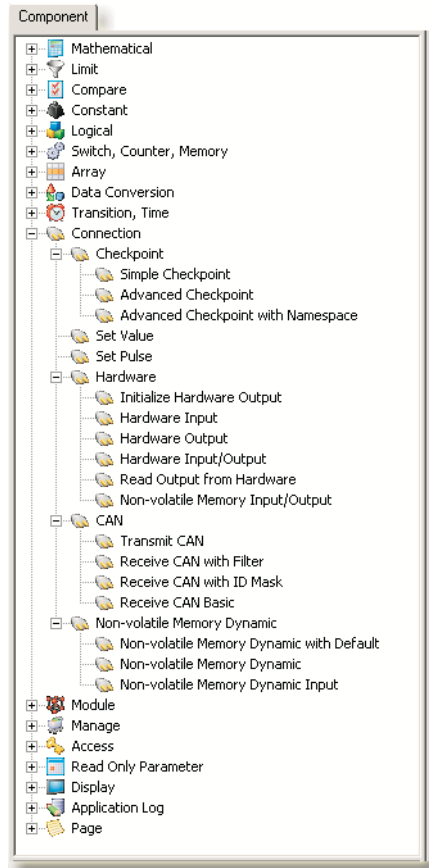 Component
Mathematical
Limit
Compare
Constant
Logical
Switch, Counter, Memory
Array
Data Conversion
Transition, Time
Connection
Checkpoint
Simple Checkpoint
Advanced Checkpoint
Advanced Checkpoint with Namespace
Set Value
Set Pulse
Hardware
Initialize Hardware Output
Hardware Input
Hardware Output
Hardware Input/Output
Read Output from Hardware
Non-volatile Memory Input/Output
CAN
Transmit CAN
Receive CAN with Filter
Receive CAN with ID Mask
Receive CAN Basic
Non-volatile Memory Dynamic
Non-volatile Memory Dynamic with Default
Non-volatile Memory Dynamic
Non-volatile Memory Dynamic Input
Module
Manage
Access
Read Only Parameter
Display
Application Log
Page